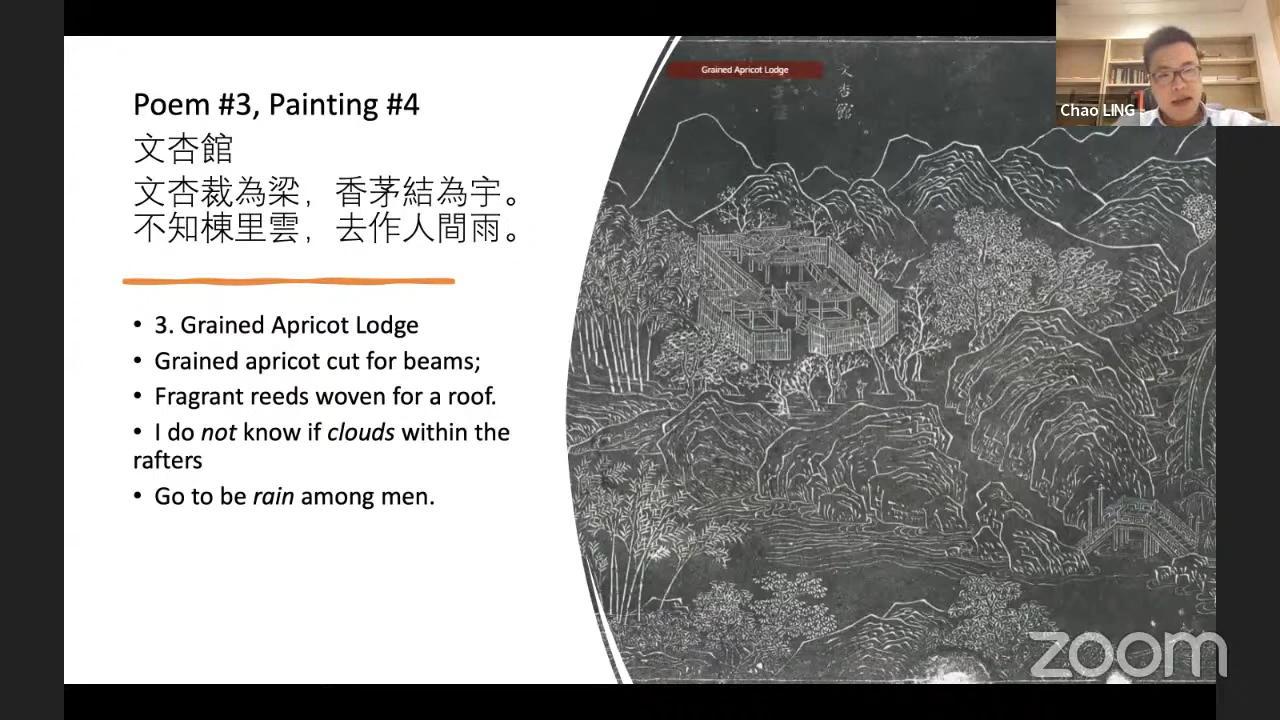 Poem #3, Painting #4
文杏館
文杏裁為梁，香茅結為宇。
不知棟里雲，去作人間雨。
• 3. Grained Apricot Lodge
• Grained apricot cut for beams;
• Fragrant reeds woven for a roof.
• I do not know if clouds within the
rafters
• Go to be rain among men.
Grained Apricot Lodge
文杏館
Chao LING
zoom